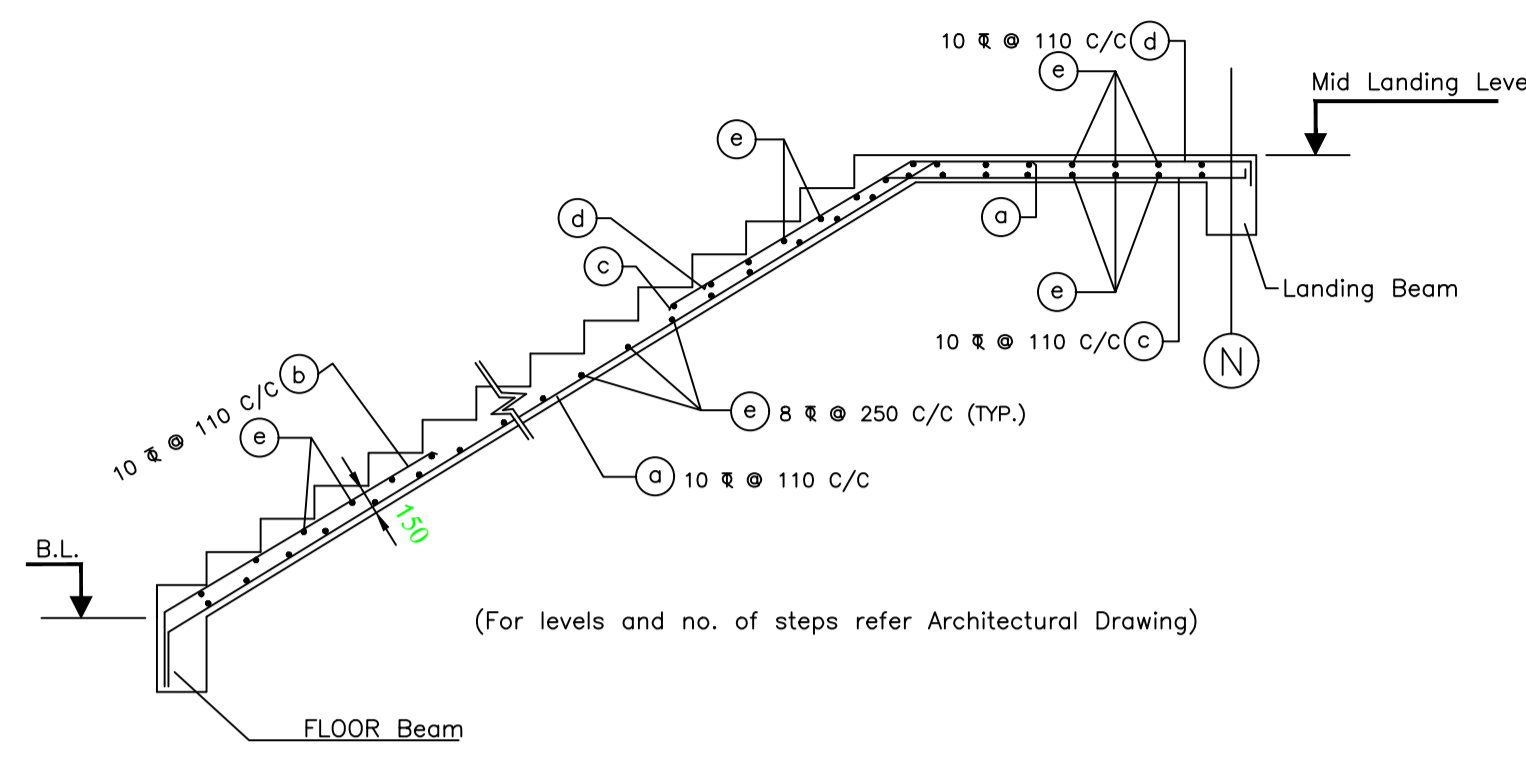 10 Ꝅ @ 110 C/C d
e
Mid Landing Leve
e
d
a
c
e
Landing Beam
10 Ꝅ @ 110 C/C c
N
b
10 Ꝅ @ 110 C/C
e
e 8 Ꝅ @ 250 C/C (TYP.)
a 10 Ꝅ @ 110 C/C
150
B.L.
(For levels and no. of steps refer Architectural Drawing)
FLOOR Beam